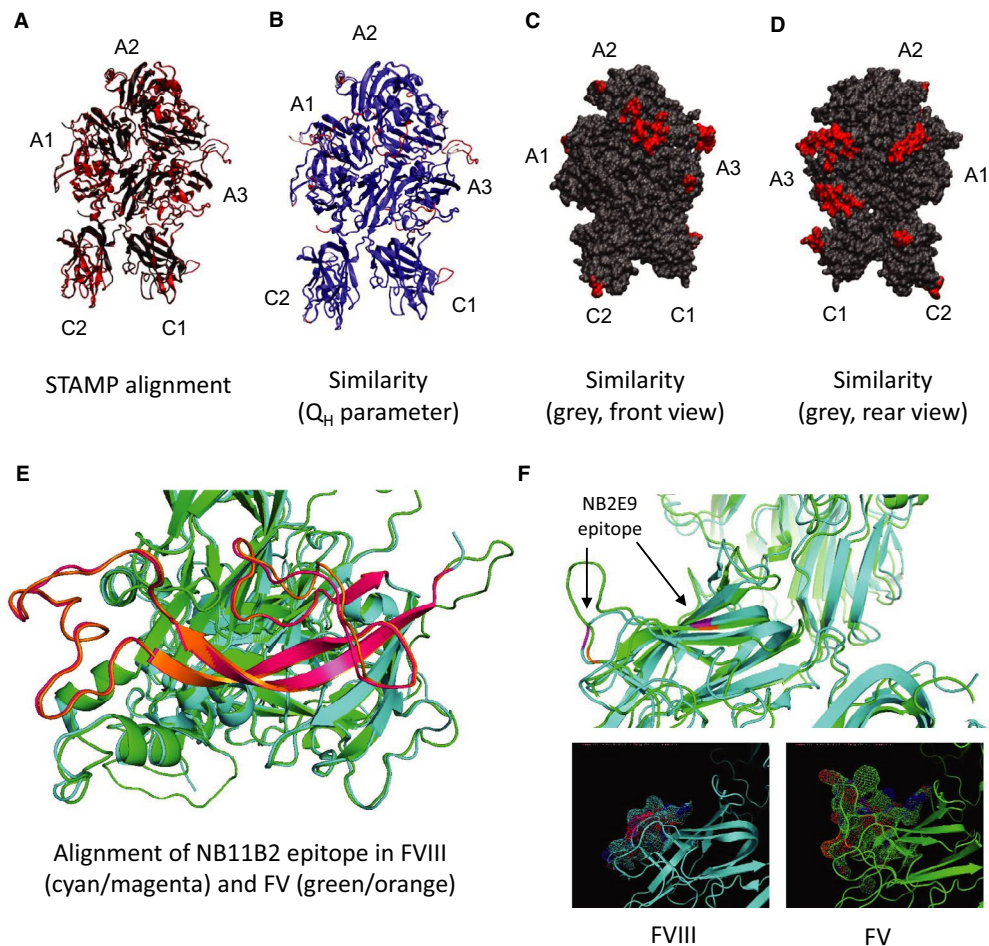 A
B
C
D
A2
A2
A2
A2
A1
A1
A1
A1
A3
A3
A3
C2
C1
C2
C1
C2
C1
C1
C2
STAMP alignment
Similarity
(QH parameter)
Similarity
(grey, front view)
Similarity
(grey, rear view)
E
F
NB2E9
epitope
Alignment of NB11B2 epitope in FVIII
(cyan/magenta) and FV (green/orange)
FVIII
FV